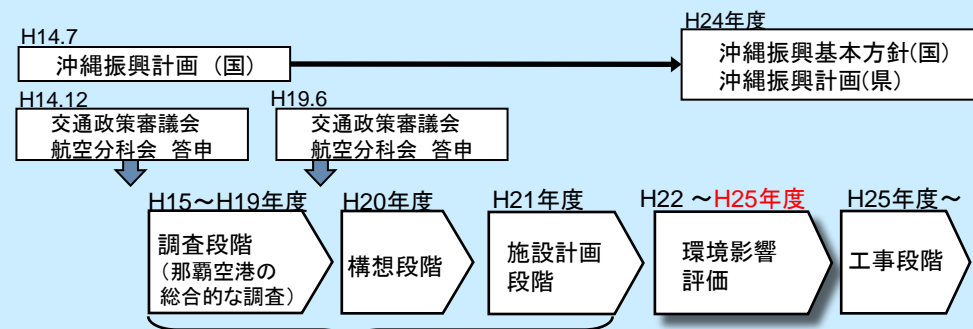 H14.7
沖縄振興計画（国）
H24年度
沖縄振興基本方針(国)
沖縄振興計画(県)
H14.12
交通政策審議会
航空分科会 答申
H19.6
交通政策審議会
航空分科会 答申
H15～H19年度
調査段階
（那覇空港の
総合的な調査）
H20年度
構想段階
H21年度
施設計画
段階
H22 ～H25年度
環境影響
評価
H25年度～
工事段階